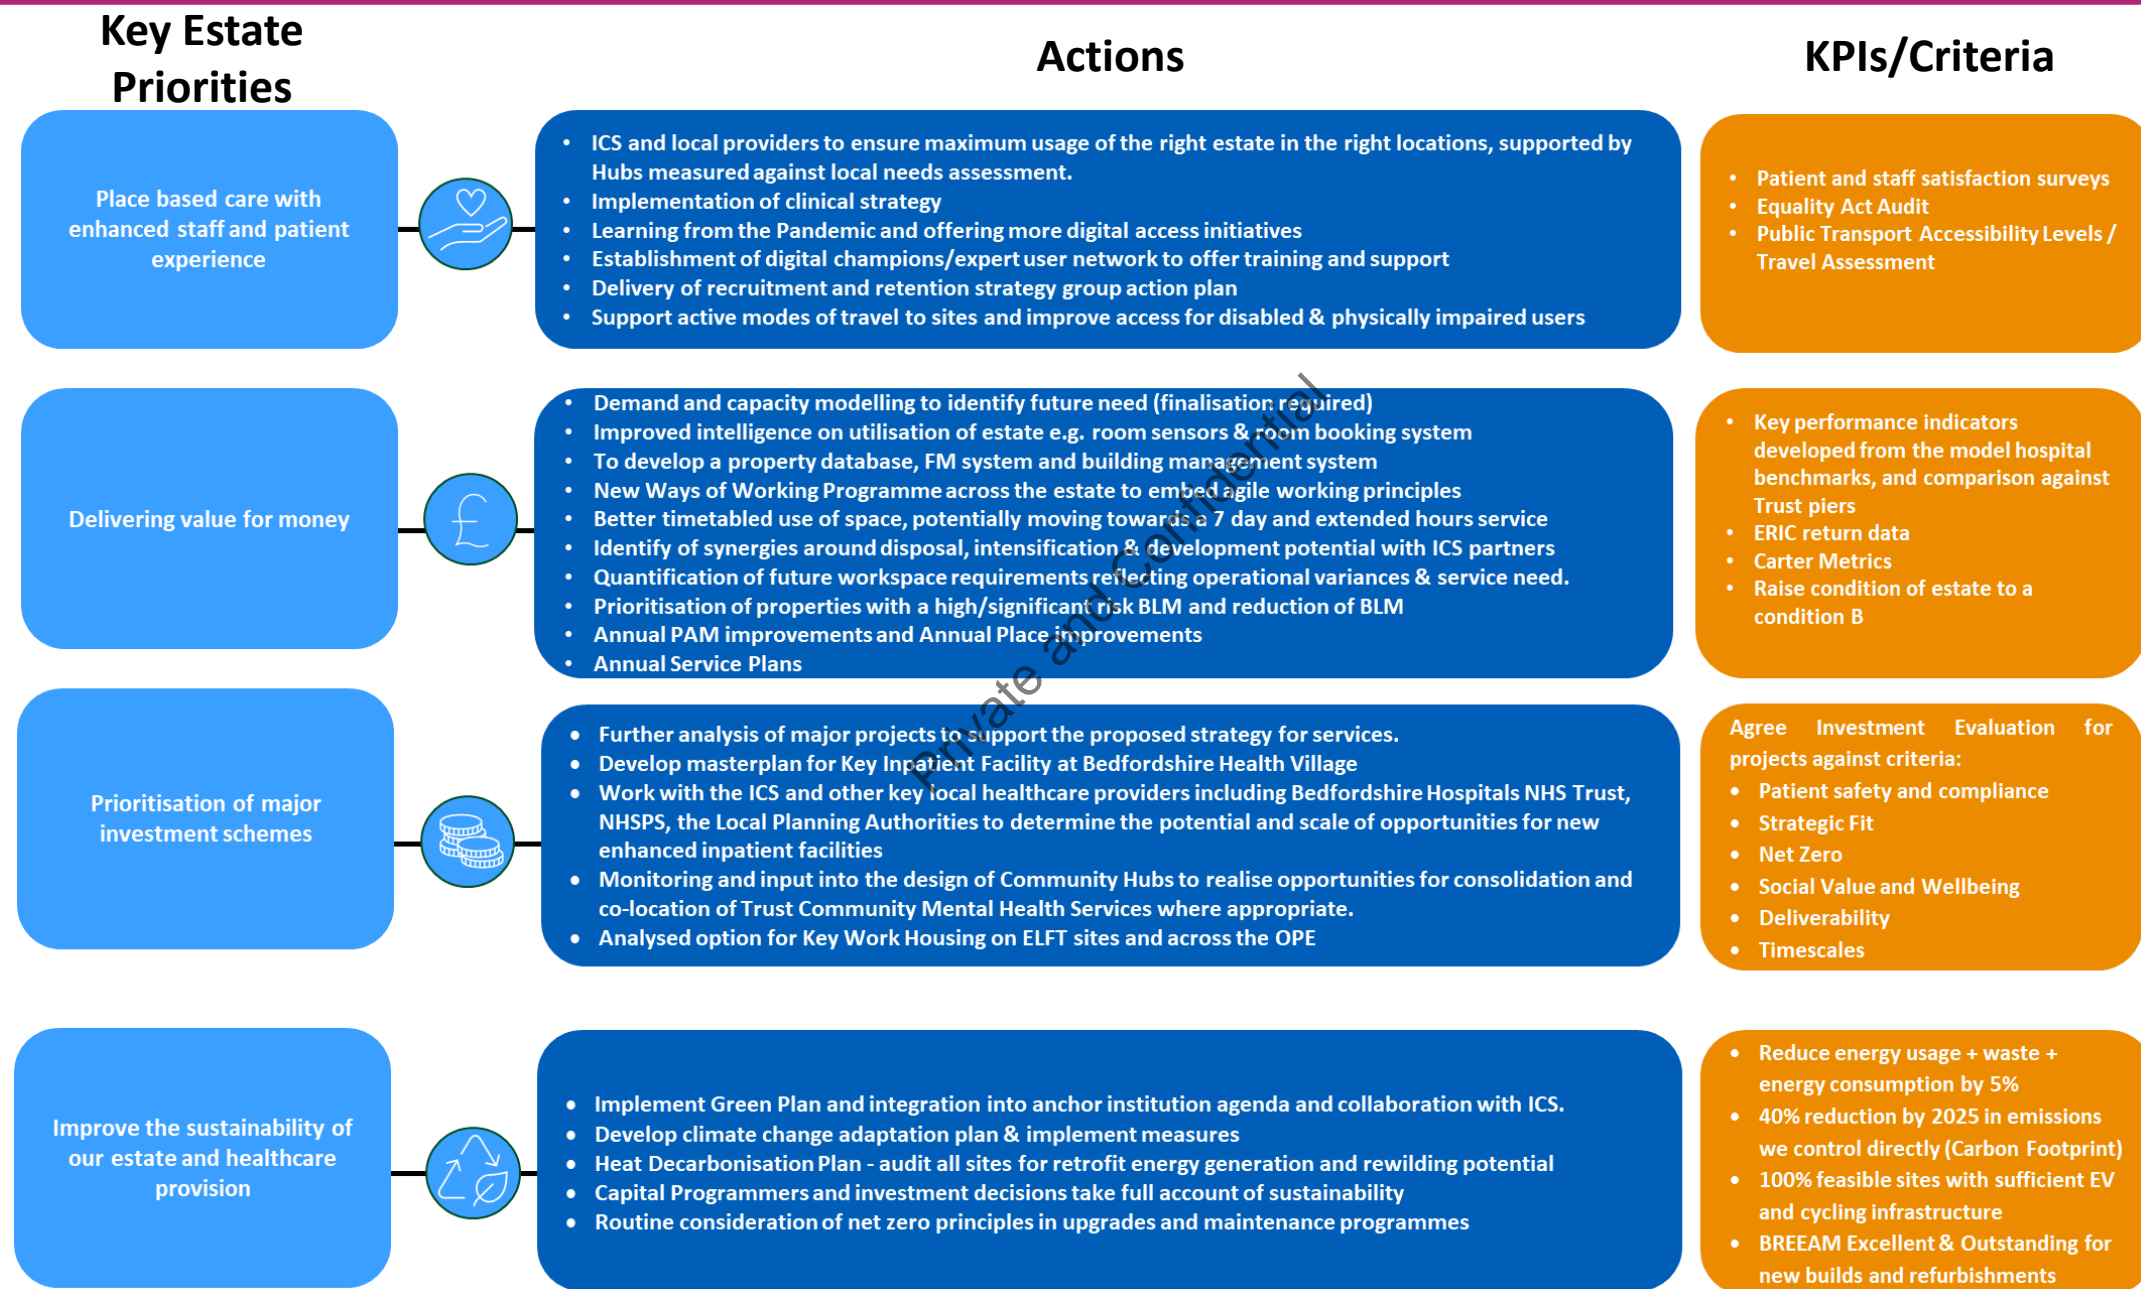 Key Estate
Priorities
Actions
KPIs/Criteria
Place based care with
enhanced staff and patient
experience
• ICS and local providers to ensure maximum usage of the right estate in the right locations, supported by
Hubs measured against local needs assessment.
• Implementation of clinical strategy
• Learning from the Pandemic and offering more digital access initiatives
• Establishment of digital champions/expert user network to offer training and support
• Delivery of recruitment and retention strategy group action plan
• Support active modes of travel to sites and improve access for disabled & physically impaired users
• Patient and staff satisfaction surveys
• Equality Act Audit
• Public Transport Accessibility Levels /
Travel Assessment
Delivering value for money
£
• Demand and capacity modelling to identify future need (finalisation required)
• Improved intelligence on utilisation of estate e.g. room sensors & room booking system
• To develop a property database, FM system and building management system
• New Ways of Working Programme across the estate to embed agile working principles
• Better timetabled use of space, potentially moving towards a 7 day and extended hours service
• Identify of synergies around disposal, intensification & development potential with ICS partners
• Quantification of future workspace requirements reflecting operational variances & service need.
• Prioritisation of properties with a high/significant risk BLM and reduction of BLM
• Annual PAM improvements and Annual Place improvements
• Annual Service Plans
• Key performance indicators
developed from the model hospital
benchmarks, and comparison against
Trust piers
• ERIC return data
• Carter Metrics
• Raise condition of estate to a
condition B
Prioritisation of major
investment schemes
• Further analysis of major projects to support the proposed strategy for services.
• Develop masterplan for Key Inpatient Facility at Bedfordshire Health Village
• Work with the ICS and other key local healthcare providers including Bedfordshire Hospitals NHS Trust,
NHSPS, the Local Planning Authorities to determine the potential and scale of opportunities for new
enhanced inpatient facilities
• Monitoring and input into the design of Community Hubs to realise opportunities for consolidation and
co-location of Trust Community Mental Health Services where appropriate.
• Analysed option for Key Work Housing on ELFT sites and across the OPE
Agree Investment Evaluation for
projects against criteria:
• Patient safety and compliance
• Strategic Fit
• Net Zero
• Social Value and Wellbeing
• Deliverability
• Timescales
Improve the sustainability of
our estate and healthcare
provision
• Implement Green Plan and integration into anchor institution agenda and collaboration with ICS.
• Develop climate change adaptation plan & implement measures
• Heat Decarbonisation Plan - audit all sites for retrofit energy generation and rewilding potential
• Capital Programmers and investment decisions take full account of sustainability
• Routine consideration of net zero principles in upgrades and maintenance programmes
• Reduce energy usage + waste +
energy consumption by 5%
• 40% reduction by 2025 in emissions
we control directly (Carbon Footprint)
• 100% feasible sites with sufficient EV
and cycling infrastructure
• BREEAM Excellent & Outstanding for
new builds and refurbishments
Private and Confidential